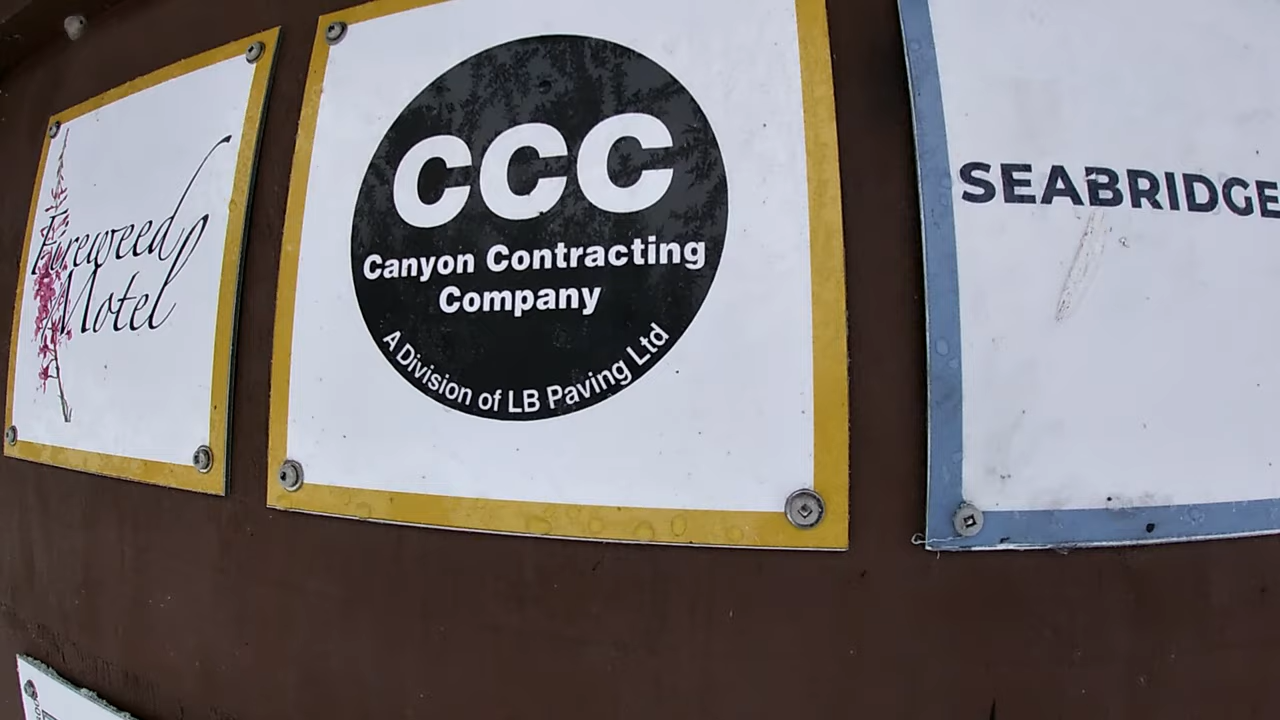 Fireweed
Motel
CCC
Canyon Contracting
Company
A Division of LB Paving Ltd
SEABRIDGE